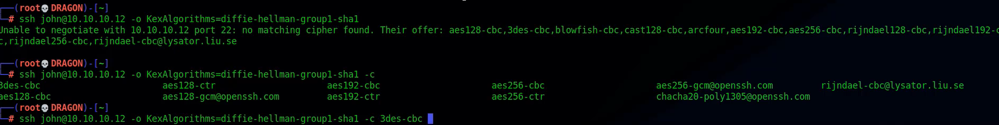 ┌──(root💀DRAGON)-[~]
└─# ssh john@10.10.10.12 -o KexAlgorithms=diffie-hellman-group1-sha1
Unable to negotiate with 10.10.10.12 port 22: no matching cipher found. Their offer: aes128-cbc,3des-cbc,blowfish-cbc,cast128-cbc,arcfour,aes192-cbc,aes256-cbc,rijndael128-cbc,rijndael192-c
c,rijndael256-cbc,rijndael-cbc@lysator.liu.se
┌──(root💀DRAGON)-[~]
└─# ssh john@10.10.10.12 -o KexAlgorithms=diffie-hellman-group1-sha1 -c
3des-cbc aes128-ctr aes192-cbc aes256-cbc aes256-gcm@openssh.com rijndael-cbc@lysator.liu.se
aes128-cbc aes128-gcm@openssh.com aes192-ctr aes256-ctr chacha20-poly1305@openssh.com
┌──(root💀DRAGON)-[~]
└─# ssh john@10.10.10.12 -o KexAlgorithms=diffie-hellman-group1-sha1 -c 3des-cbc